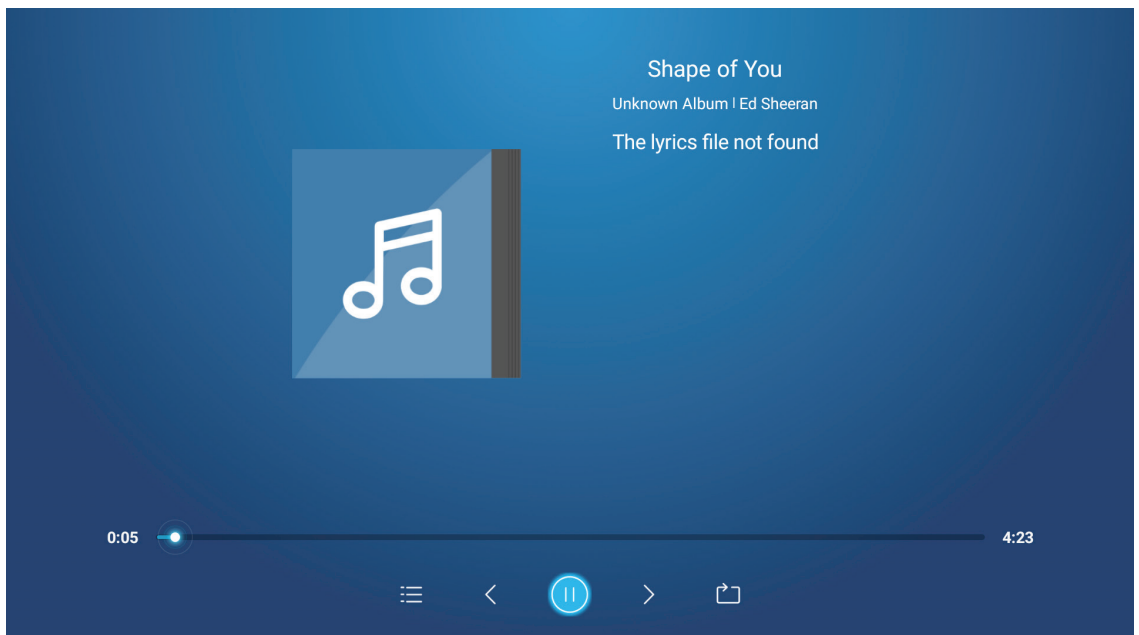 Shape of You
Unknown Album | Ed Sheeran
The lyrics file not found
0:05
4:23